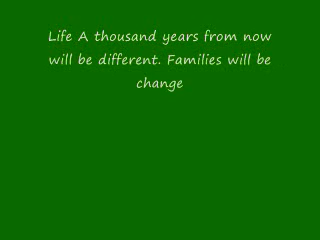 Life A thousand years from now
will be different. Families will be
change